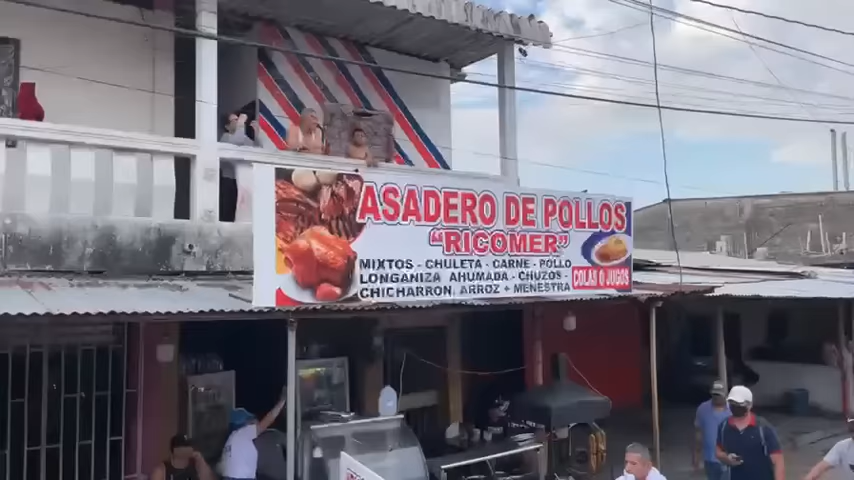 ASADERO DE POLLOS
"RICOMER"
MIXTOS - CHULETA - CARNE - POLLO
LONGANIZA AHUMADA - CHUZOS
CHICHARRON - ARROZ + MENESTRA
COLAS O JUGOS